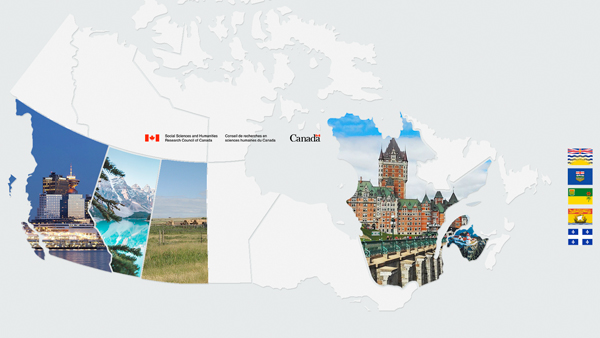 Social Sciences and Humanities
Research Council of Canada
Conseil de recherches en
sciences humaines du Canada
Canada